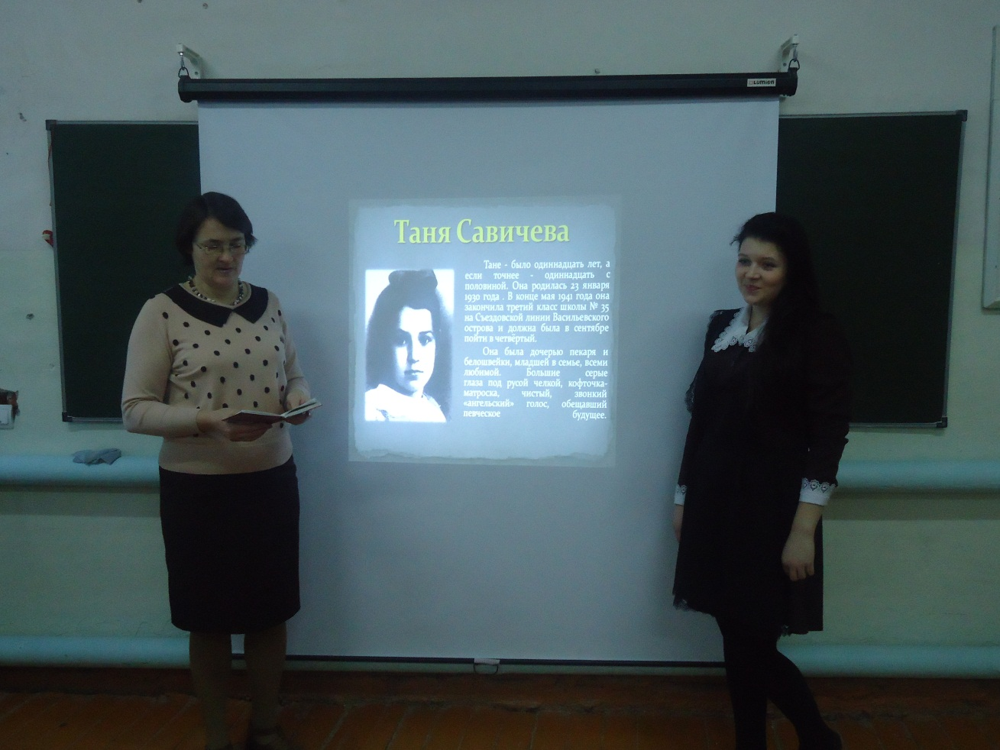 Lumien
Таня Савичева
Тане - было одиннадцать лет, а
если точнее - одиннадцать с
половиной. Она родилась 23 января
1930 года . В конце мая 1941 года она
закончила третий класс школы № 35
на Съездовской линии Васильевского
острова и должна была в сентябре
пойти в четвёртый.
Она была дочерью пекаря и
белошвейки, младшей в семье, всеми
любимой. Большие серые
глаза под русой челкой, кофточка-
матроска, чистый, звонкий
«ангельский» голос, обещавший
певческое будущее.